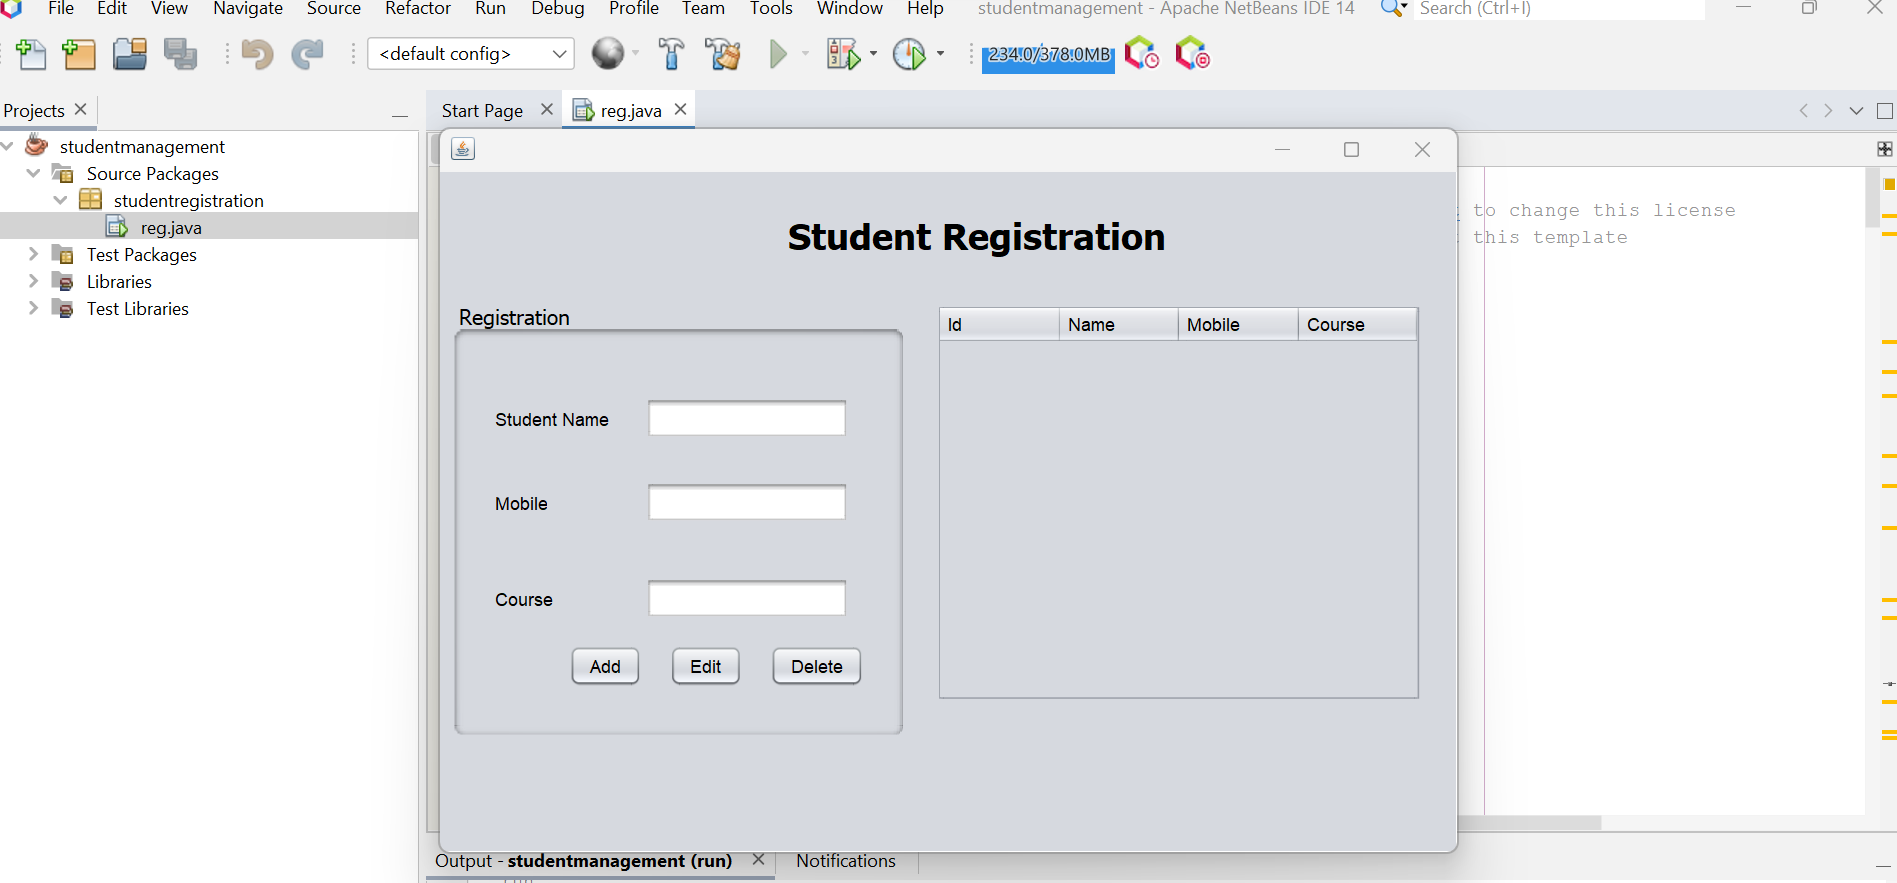 File Edit View Navigate Source Refactor Run Debug Profile Team Tools Window Help studentmanagement - Apache NetBeans IDE 14 Search (Ctrl+I)
<default config> 234.0/378.0MB
Projects Start Page reg.java
studentmanagement
Source Packages
studentregistration
reg.java
Test Packages
Libraries
Test Libraries
to change this license
this template
Student Registration
Registration
Id Name Mobile Course
Student Name
Mobile
Course
Add Edit Delete
Output - studentmanagement (run) Notifications